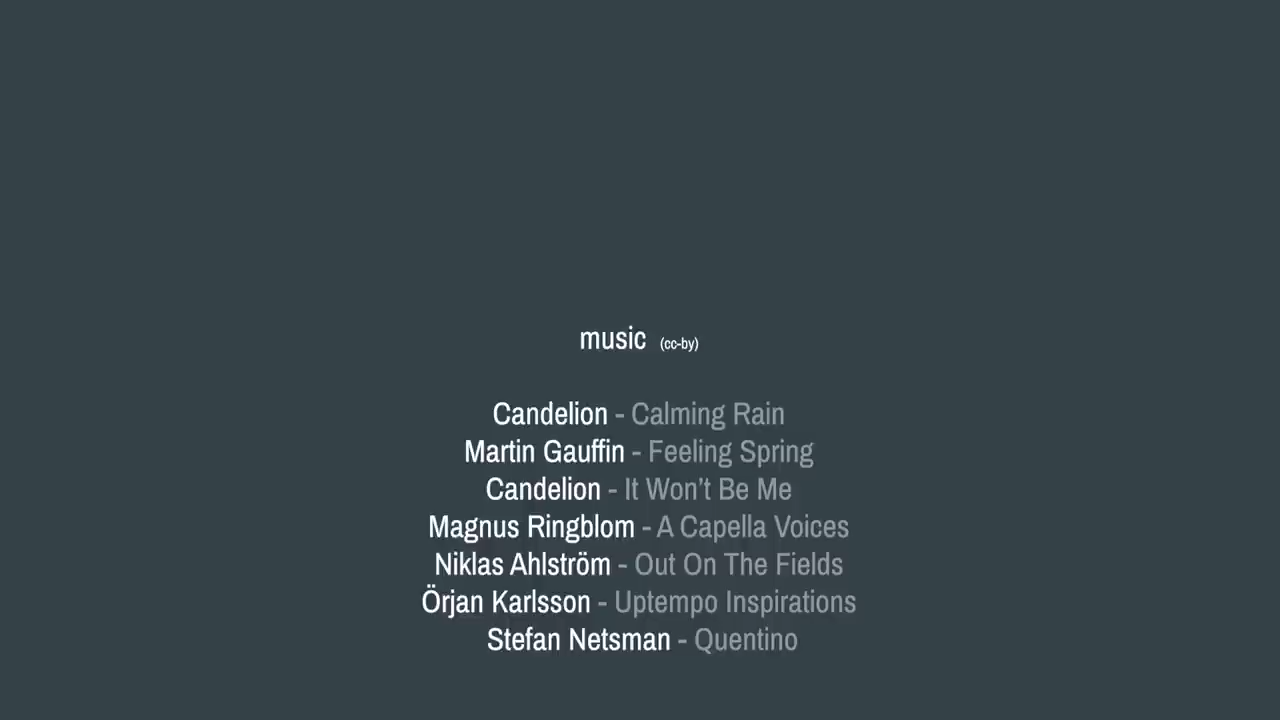 music (cc-by)
Candelion - Calming Rain
Martin Gauffin - Feeling Spring
Candelion - It Won’t Be Me
Magnus Ringblom - A Capella Voices
Niklas Ahlström - Out On The Fields
Örjan Karlsson - Uptempo Inspirations
Stefan Netsman - Quentino